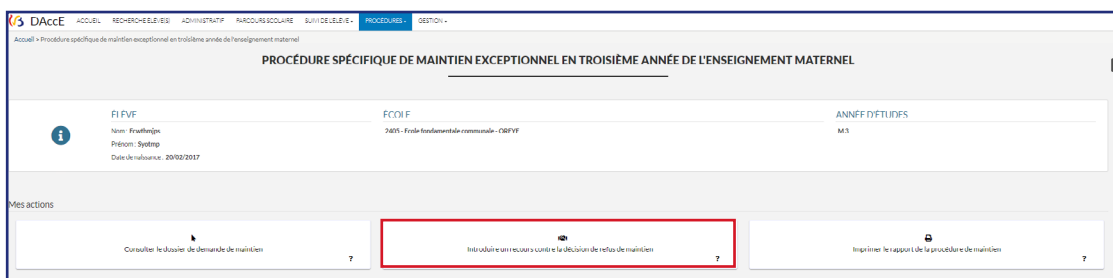 DAccE ACCUEIL RECHERCHE ELEVE(S) ADMINISTRATIF PARCOURS SCOLAIRE SUIVI DE L'ELEVE PROCEDURES GESTION
Accueil > Procédure spécifique de maintien exceptionnel en troisième année de l'enseignement maternel
PROCÉDURE SPÉCIFIQUE DE MAINTIEN EXCEPTIONNEL EN TROISIÈME ANNÉE DE L'ENSEIGNEMENT MATERNEL
ÉLÈVE ÉCOLE ANNÉE D'ÉTUDES
Nom : Fcwthmjps 2405 - Ecole fondamentale communale - OREYE M3
Prénom : Syotmp
Date de naissance : 20/02/2017
Mes actions
Consulter le dossier de demande de maintien ?
Introduire un recours contre la décision de refus de maintien ?
Imprimer le rapport de la procédure de maintien ?